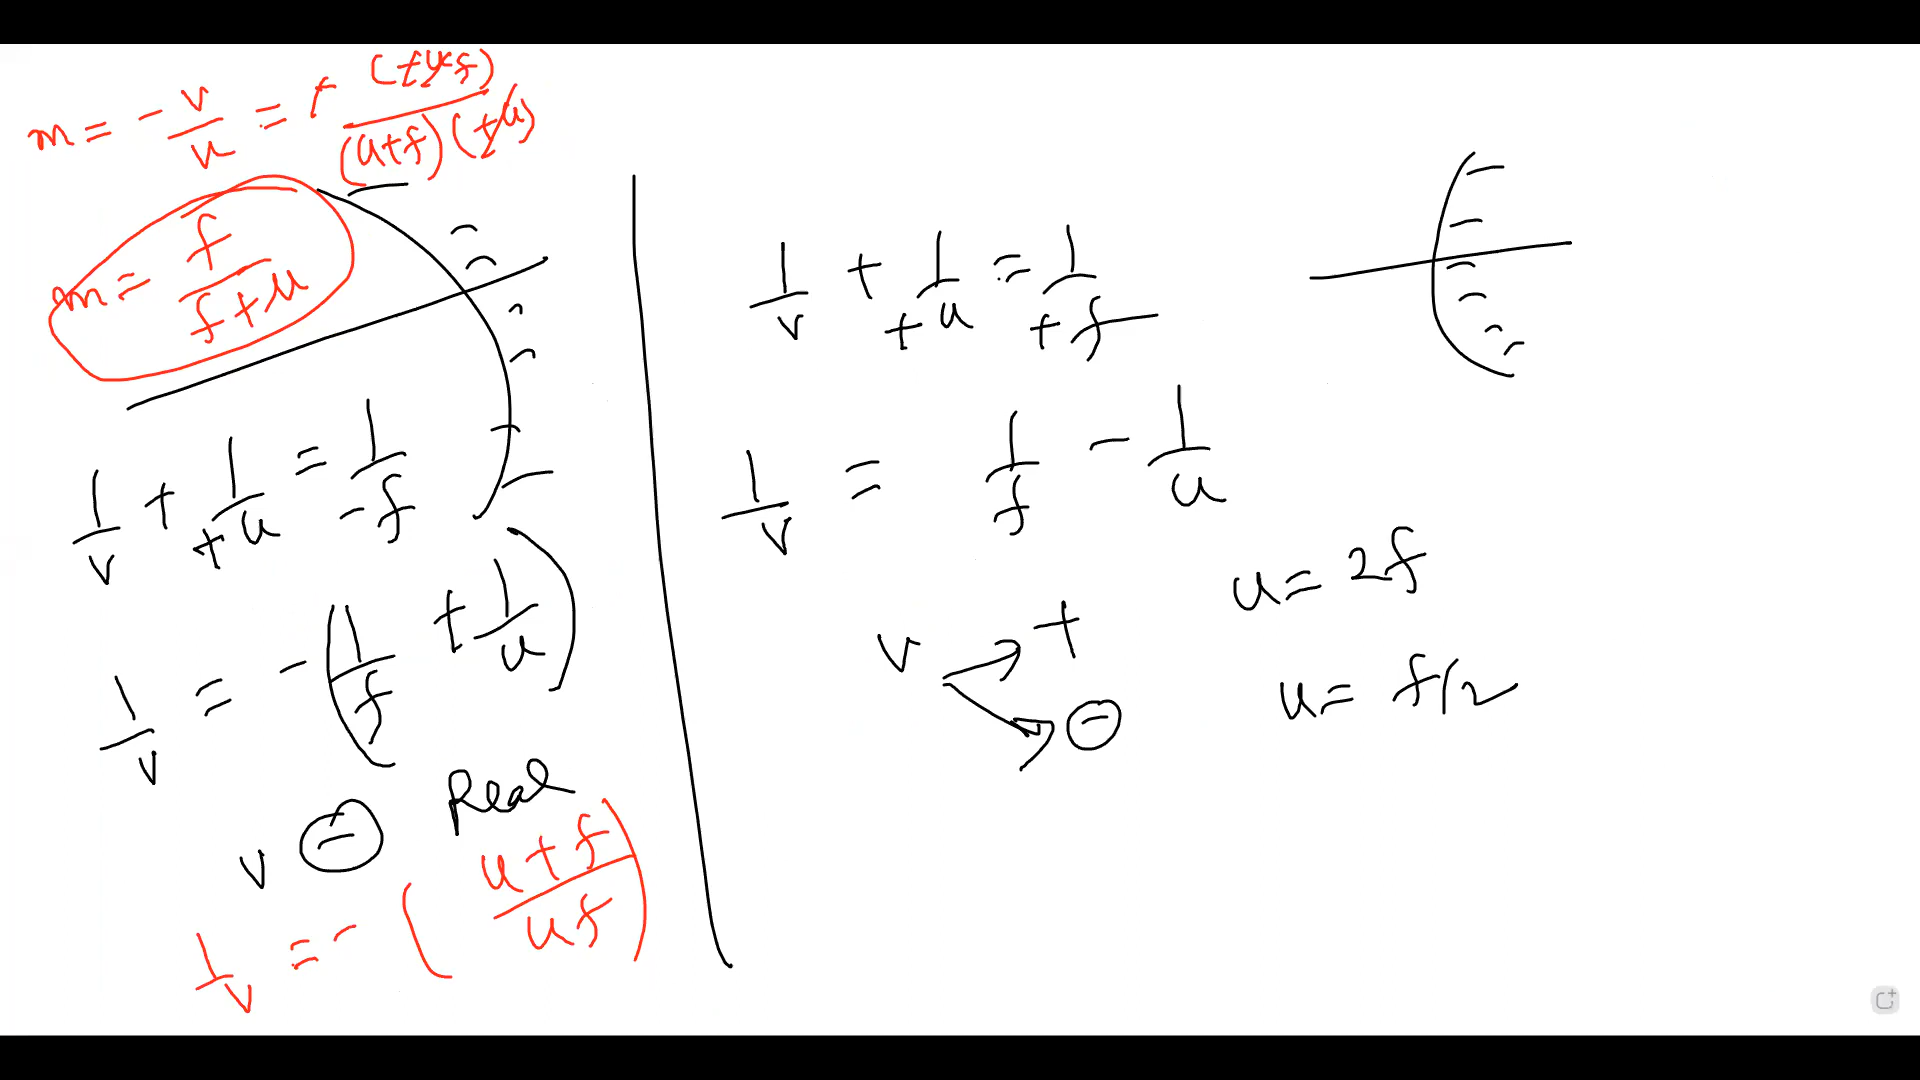 m = - v/u = + (+u×f)/(u+f)(+u)
m = f/(f+u)
1/v + 1/+u = 1/-f
1/v = -(1/f + 1/u)
v ⊖ Real
1/v = - ((u+f)/uf)
1/v + 1/+u = 1/+f
1/v = 1/f - 1/u
u = 2f
v + ⊖
u = f/2